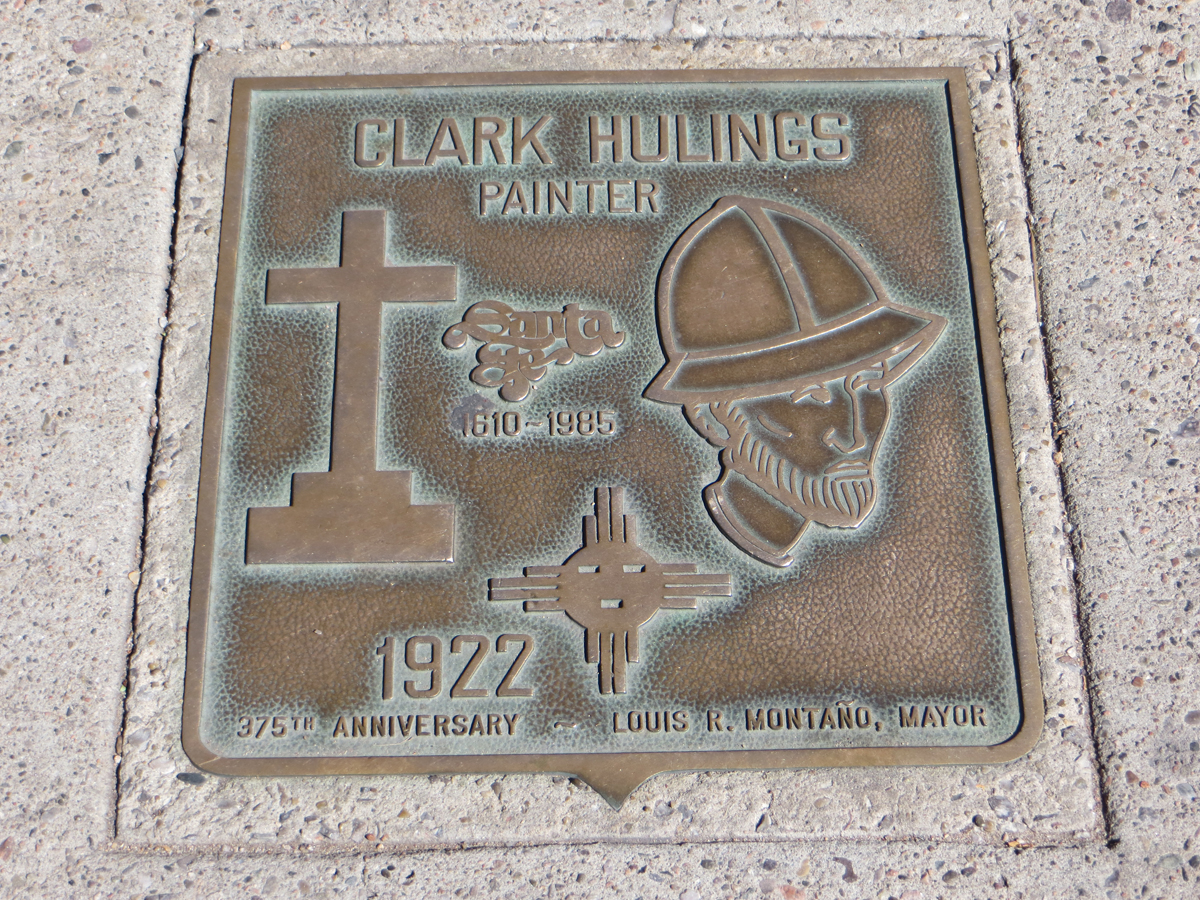 CLARK HULINGS
PAINTER
Santa
Fe
1610~1985
1922
375TH ANNIVERSARY ~ LOUIS R. MONTAÑO, MAYOR